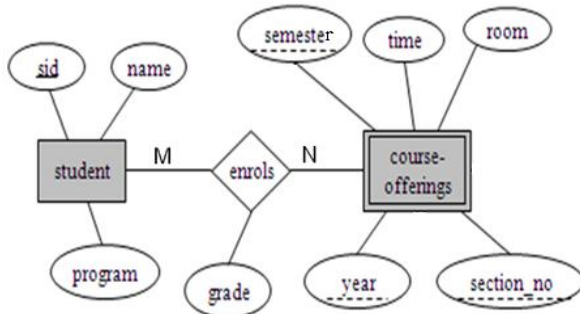 semester
time
room
sid
name
student
M
enrols
N
course-
offerings
program
grade
year
section_no